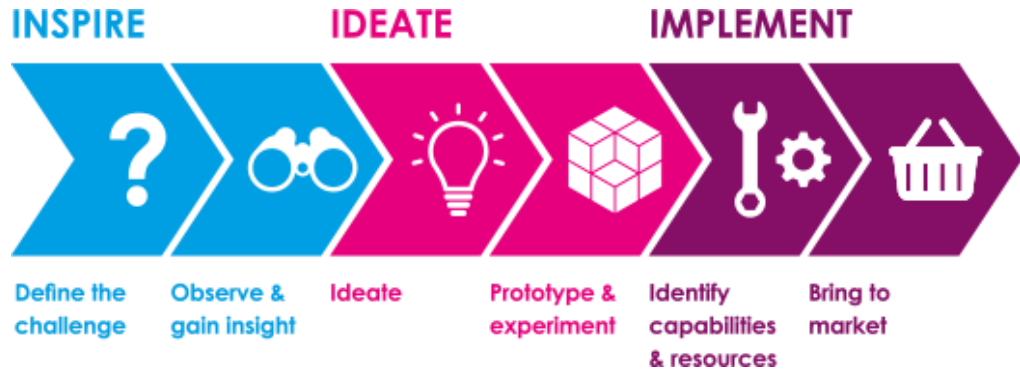 INSPIRE
IDEATE
IMPLEMENT
Define the
challenge
Observe &
gain insight
Ideate
Prototype &
experiment
Identify
capabilities
& resources
Bring to
market